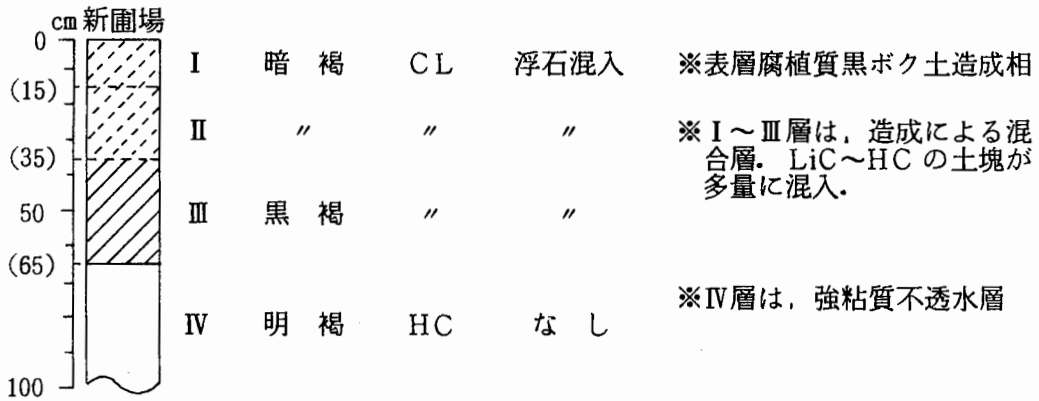 cm 新圃場
0 Ⅰ 暗褐 CL 浮石混入 ※表層腐植質黒ボク土造成相
(15)
Ⅱ 〃 〃 〃 ※Ⅰ～Ⅲ層は，造成による混
合層．LiC～HCの土塊が
多量に混入．
(35)
50 Ⅲ 黒褐 〃 〃
(65)
※Ⅳ層は，強粘質不透水層
Ⅳ 明褐 HC なし
100